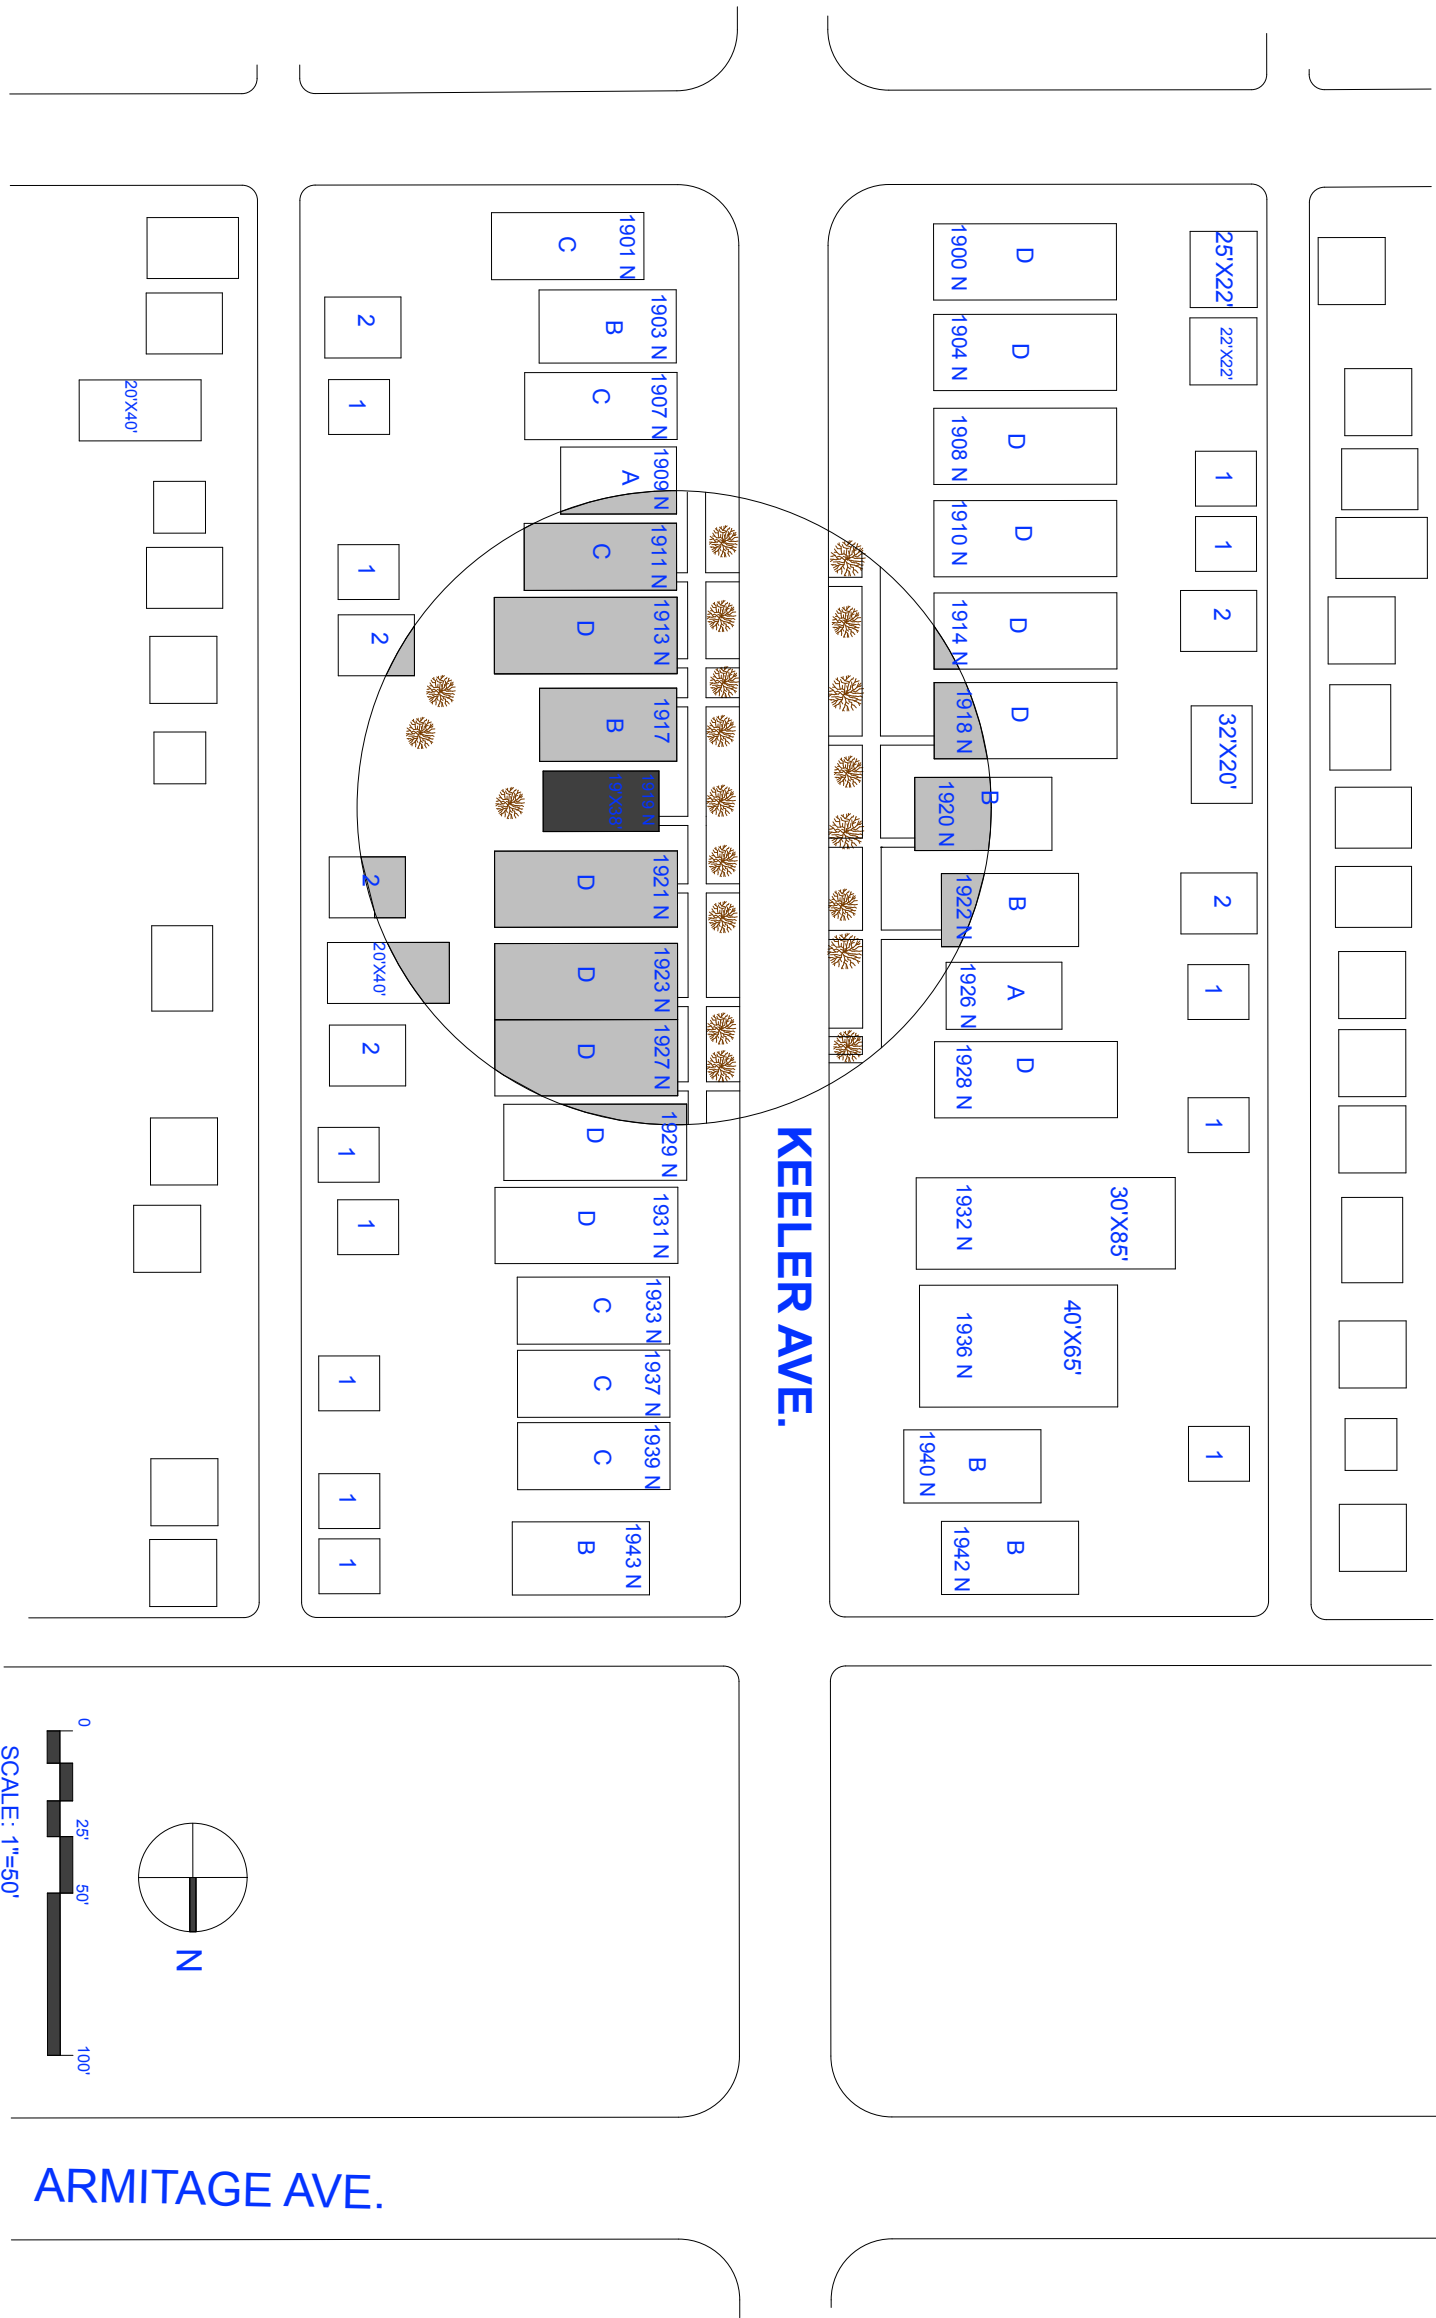 1901 N
C
1903 N
B
1907 N
C
1909 N
A
1911 N
C
1913 N
D
1917
B
1919 N
19'X38'
1921 N
D
1923 N
D
1927 N
D
1929 N
D
1931 N
D
1933 N
C
1937 N
C
1939 N
C
1943 N
B
2
1
1
2
2
20'X40'
2
1
1
1
1
1
20'X40'
1900 N
D
1904 N
D
1908 N
D
1910 N
D
1914 N
D
1918 N
D
1920 N
B
1922 N
B
1926 N
A
1928 N
D
1932 N
30'X85'
1936 N
40'X65'
1940 N
B
1942 N
B
25'X22'
22'X22'
1
1
2
32'X20'
2
1
1
1
KEELER AVE.
0
25'
50'
100'
SCALE: 1"=50'
N
ARMITAGE AVE.